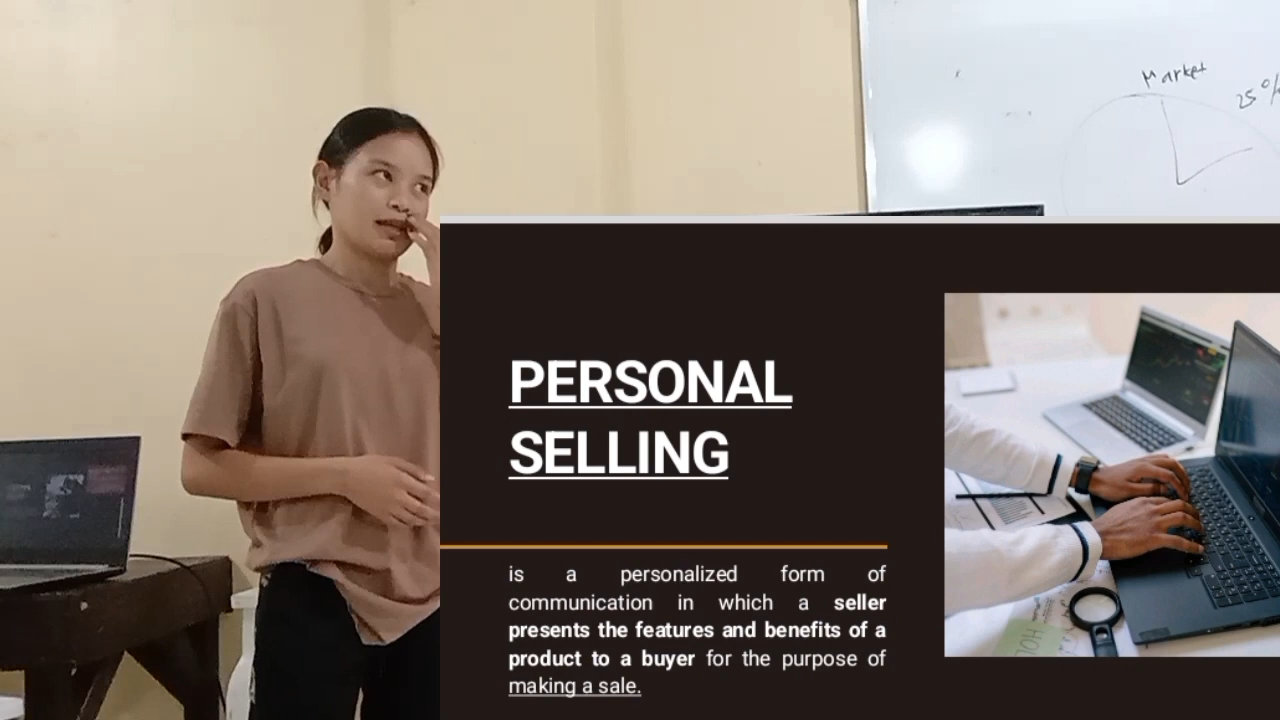 Market
25%
PERSONAL
SELLING
is a personalized form of
communication in which a seller
presents the features and benefits of a
product to a buyer for the purpose of
making a sale.
HOL